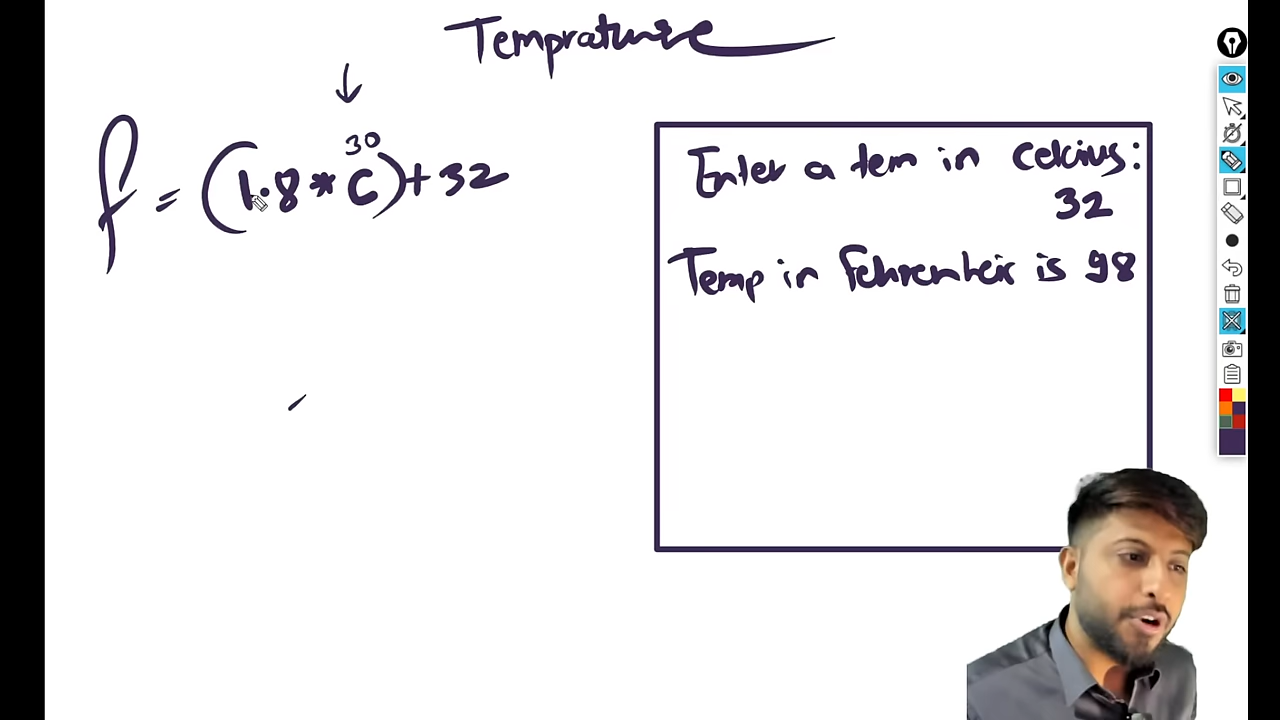 Temprature
30
f = (1.8 * C) + 32
Enter a tem in celcius:
32
Temp in Fehrenheir is 98